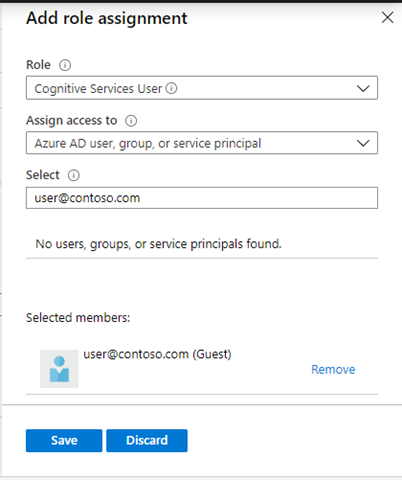 Add role assignment
Role
Cognitive Services User
Assign access to
Azure AD user, group, or service principal
Select
user@contoso.com
No users, groups, or service principals found.
Selected members:
user@contoso.com (Guest)
Remove
Save Discard